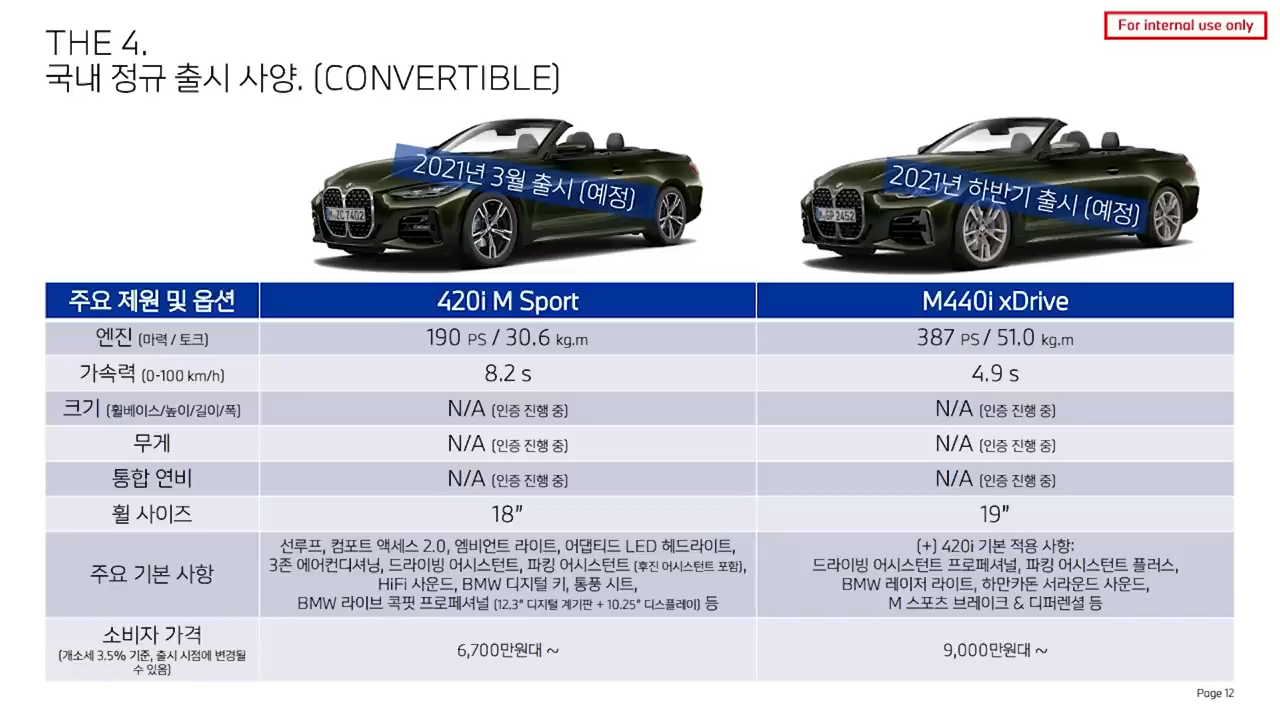 For internal use only
THE 4.
국내 정규 출시 사양. (CONVERTIBLE)
2021년 3월 출시 (예정)
2021년 하반기 출시 (예정)
M-ZC 7402
M-GP 2452
주요 제원 및 옵션 420i M Sport M440i xDrive
엔진 (마력 / 토크) 190 PS / 30.6 kg.m 387 PS / 51.0 kg.m
가속력 (0-100 km/h) 8.2 s 4.9 s
크기 (휠베이스/높이/길이/폭) N/A (인증 진행 중) N/A (인증 진행 중)
무게 N/A (인증 진행 중) N/A (인증 진행 중)
통합 연비 N/A (인증 진행 중) N/A (인증 진행 중)
휠 사이즈 18” 19”
주요 기본 사항
선루프, 컴포트 액세스 2.0, 엠비언트 라이트, 어댑티드 LED 헤드라이트,
3존 에어컨디셔닝, 드라이빙 어시스턴트, 파킹 어시스턴트 (후진 어시스턴트 포함),
HiFi 사운드, BMW 디지털 키, 통풍 시트,
BMW 라이브 콕핏 프로페셔널 (12.3” 디지털 계기판 + 10.25” 디스플레이) 등
(+) 420i 기본 적용 사항:
드라이빙 어시스턴트 프로페셔널, 파킹 어시스턴트 플러스,
BMW 레이저 라이트, 하만카돈 서라운드 사운드,
M 스포츠 브레이크 & 디퍼렌셜 등
소비자 가격
(개소세 3.5% 기준, 출시 시점에 변경될
수 있음)
6,700만원대 ~ 9,000만원대 ~
Page 12